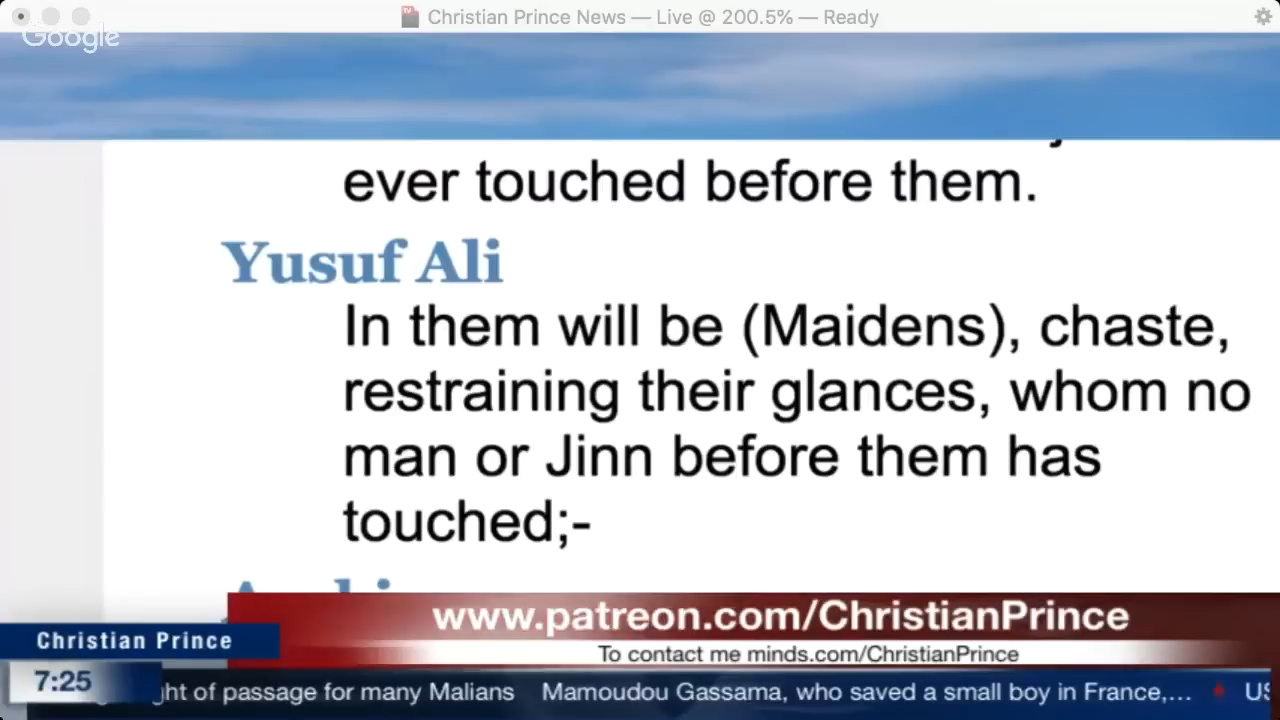 Christian Prince News — Live @ 200.5% — Ready
Google
ever touched before them.
Yusuf Ali
In them will be (Maidens), chaste,
restraining their glances, whom no
man or Jinn before them has
touched;-
www.patreon.com/ChristianPrince
To contact me minds.com/ChristianPrince
Christian Prince
7:25
ht of passage for many Malians Mamoudou Gassama, who saved a small boy in France,... US